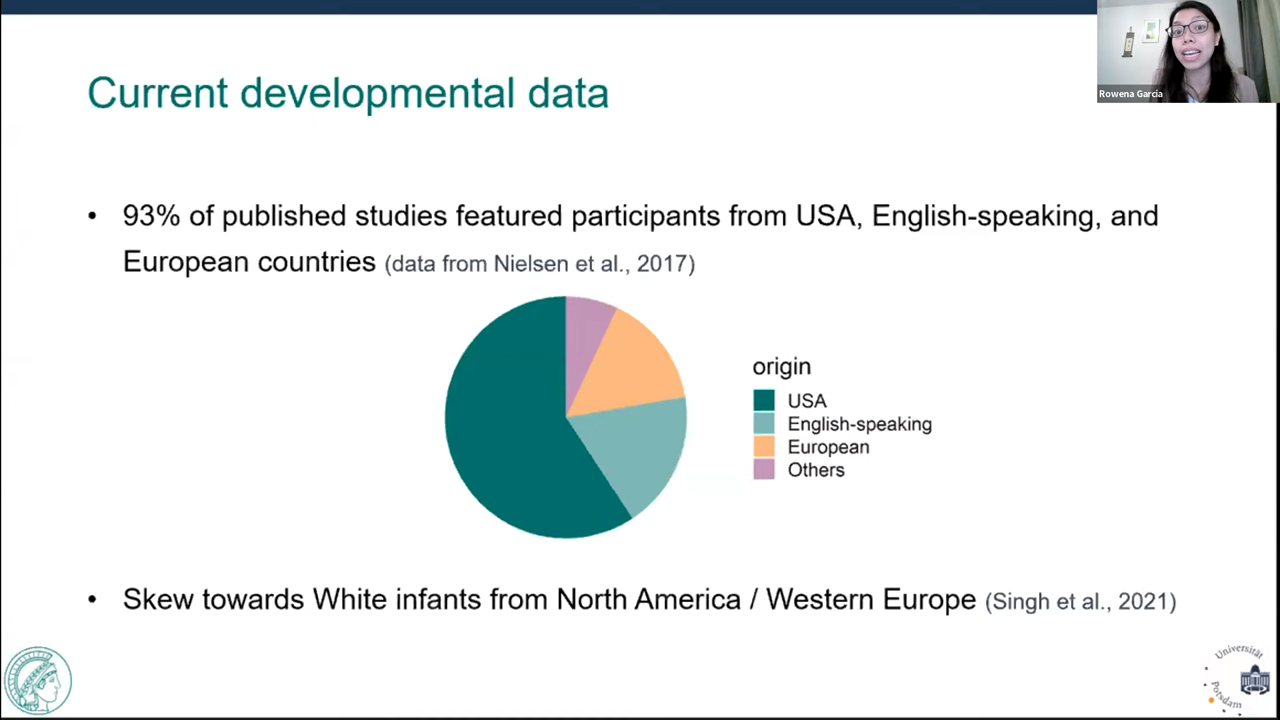 Current developmental data
Rowena Garcia
• 93% of published studies featured participants from USA, English-speaking, and
European countries (data from Nielsen et al., 2017)
origin
USA
English-speaking
European
Others
• Skew towards White infants from North America / Western Europe (Singh et al., 2021)
Universität
Potsdam